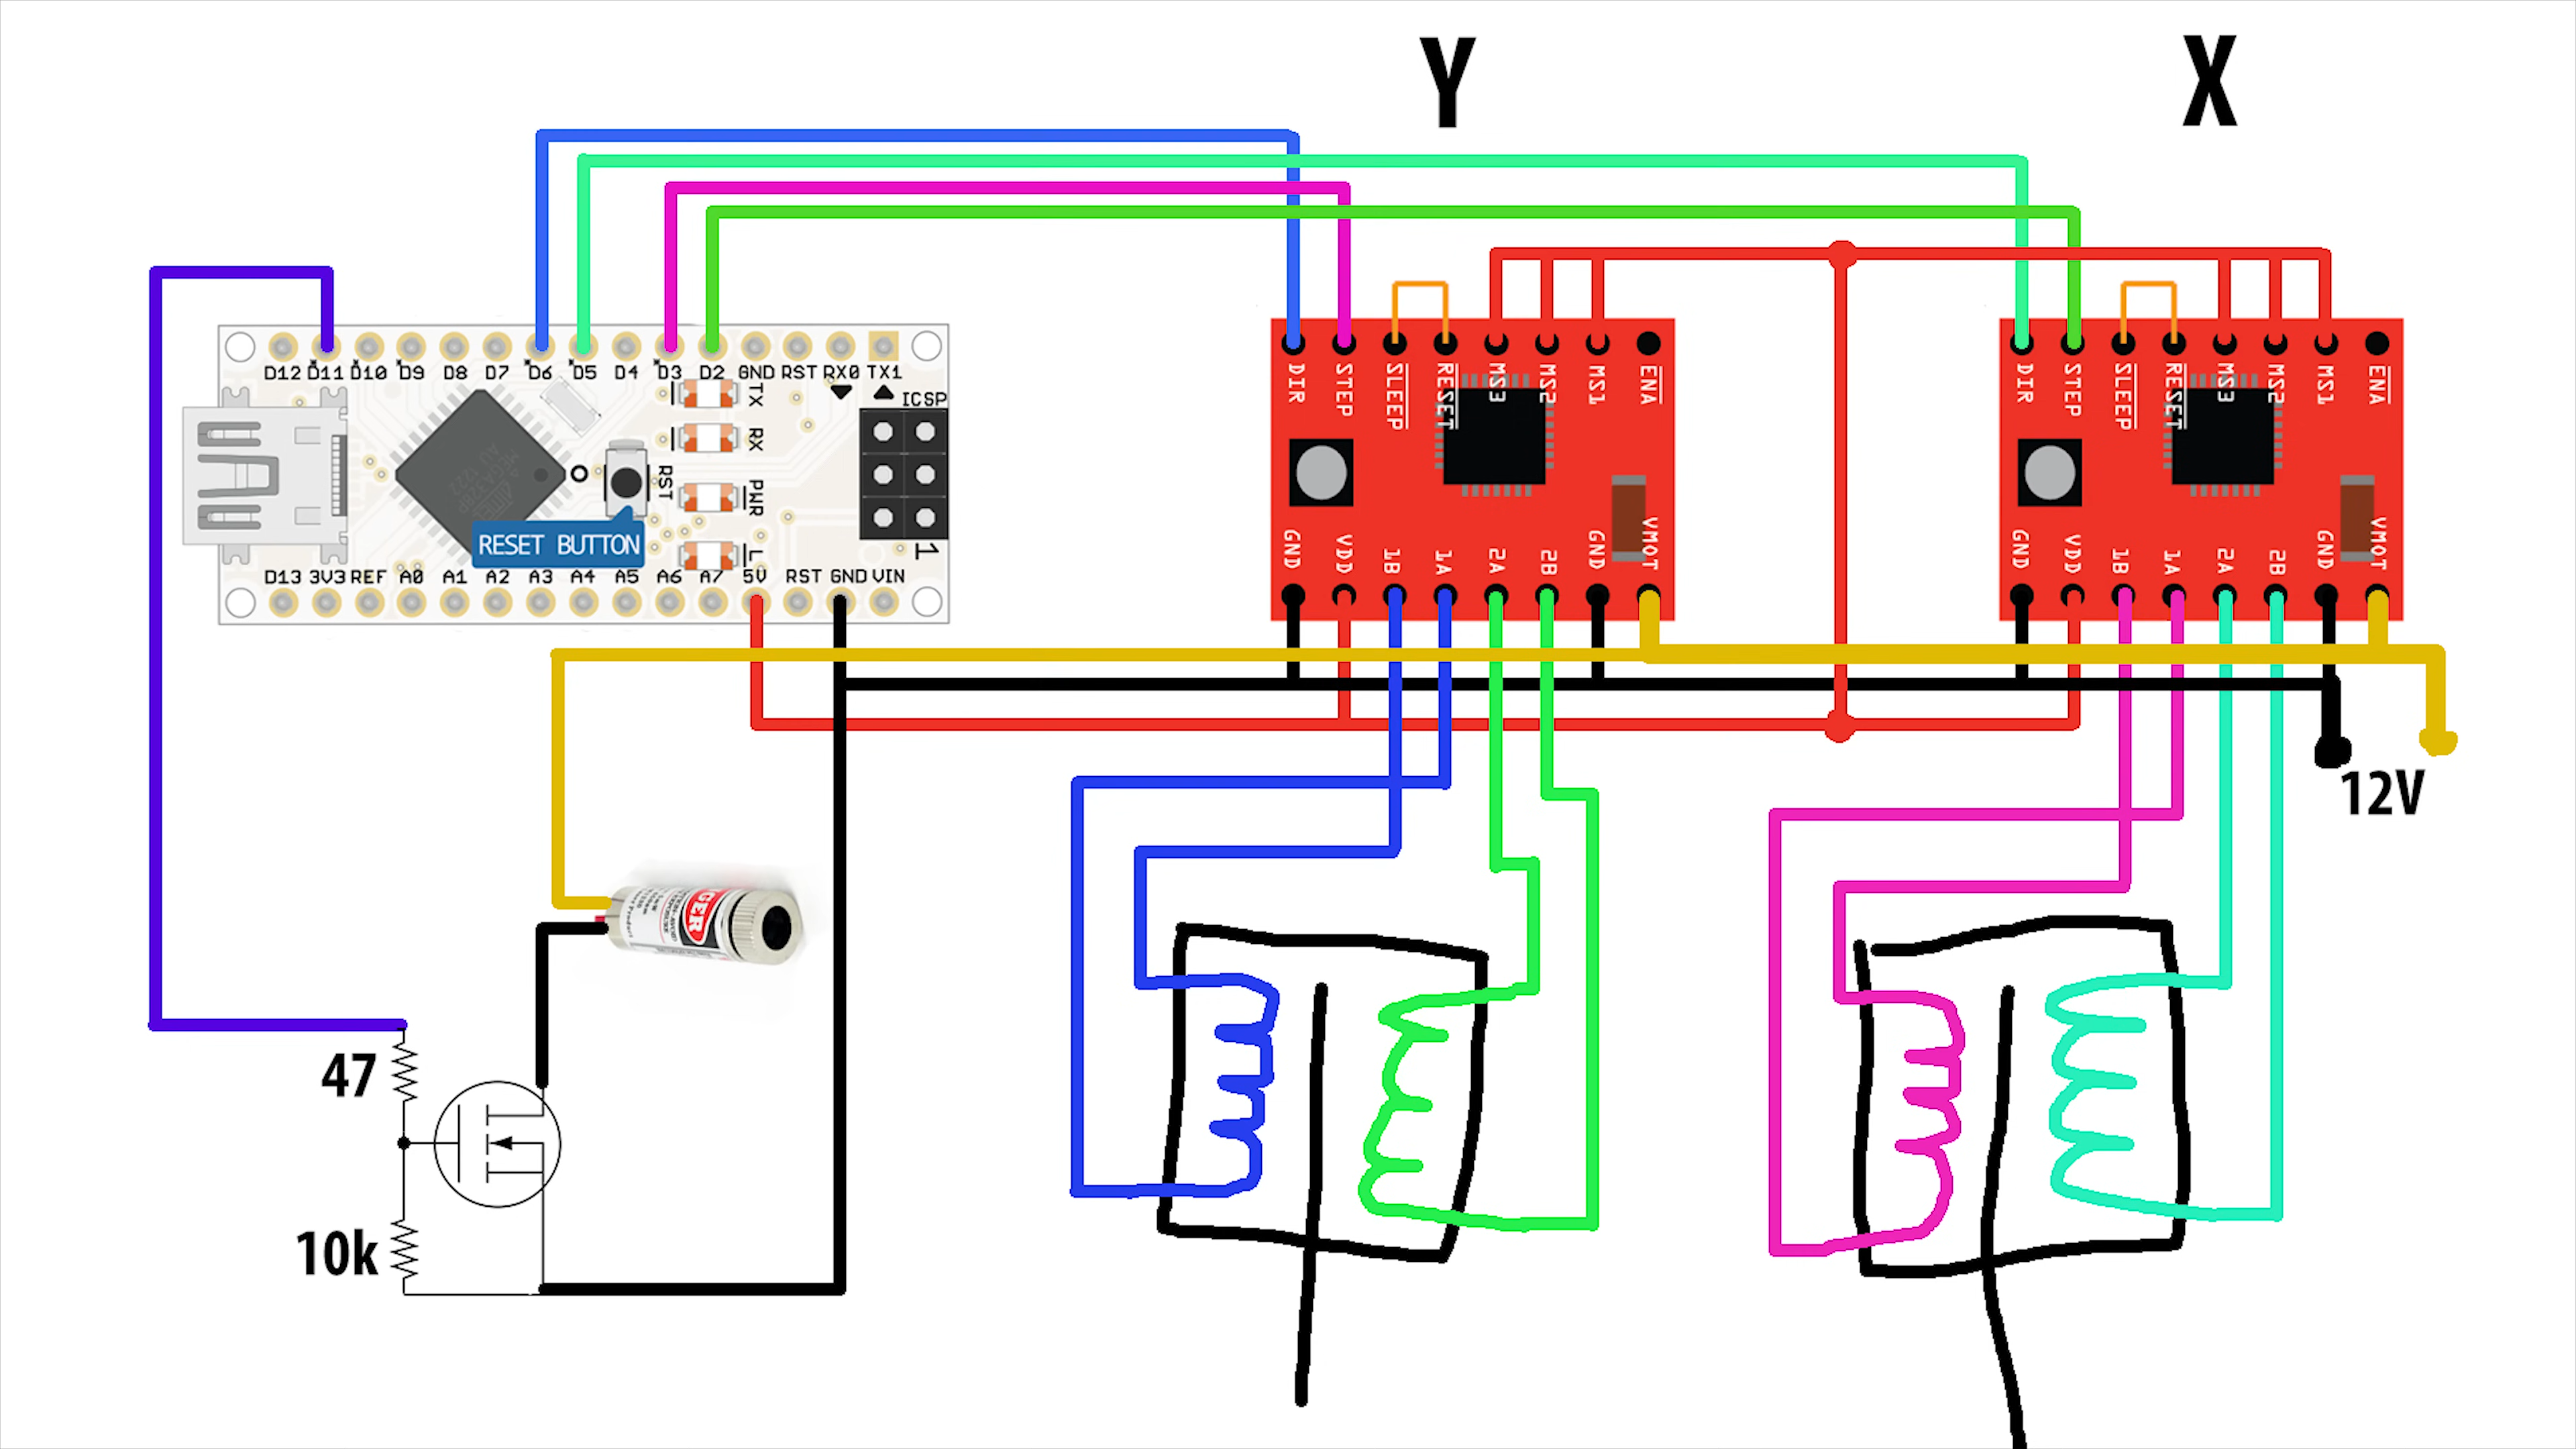 Y
X
D12 D11 D10 D9 D8 D7 D6 D5 D4 D3 D2 GND RST RX0 TX1
TX
ICSP
RX
RST
PWR
L
1
RESET BUTTON
D13 3V3 REF A0 A1 A2 A3 A4 A5 A6 A7 5V RST GND VIN
DIR STEP SLEEP RESET MS3 MS2 MS1 ENA
GND VDD 1B 1A 2A 2B GND VMOT
DIR STEP SLEEP RESET MS3 MS2 MS1 ENA
GND VDD 1B 1A 2A 2B GND VMOT
12V
47
10k